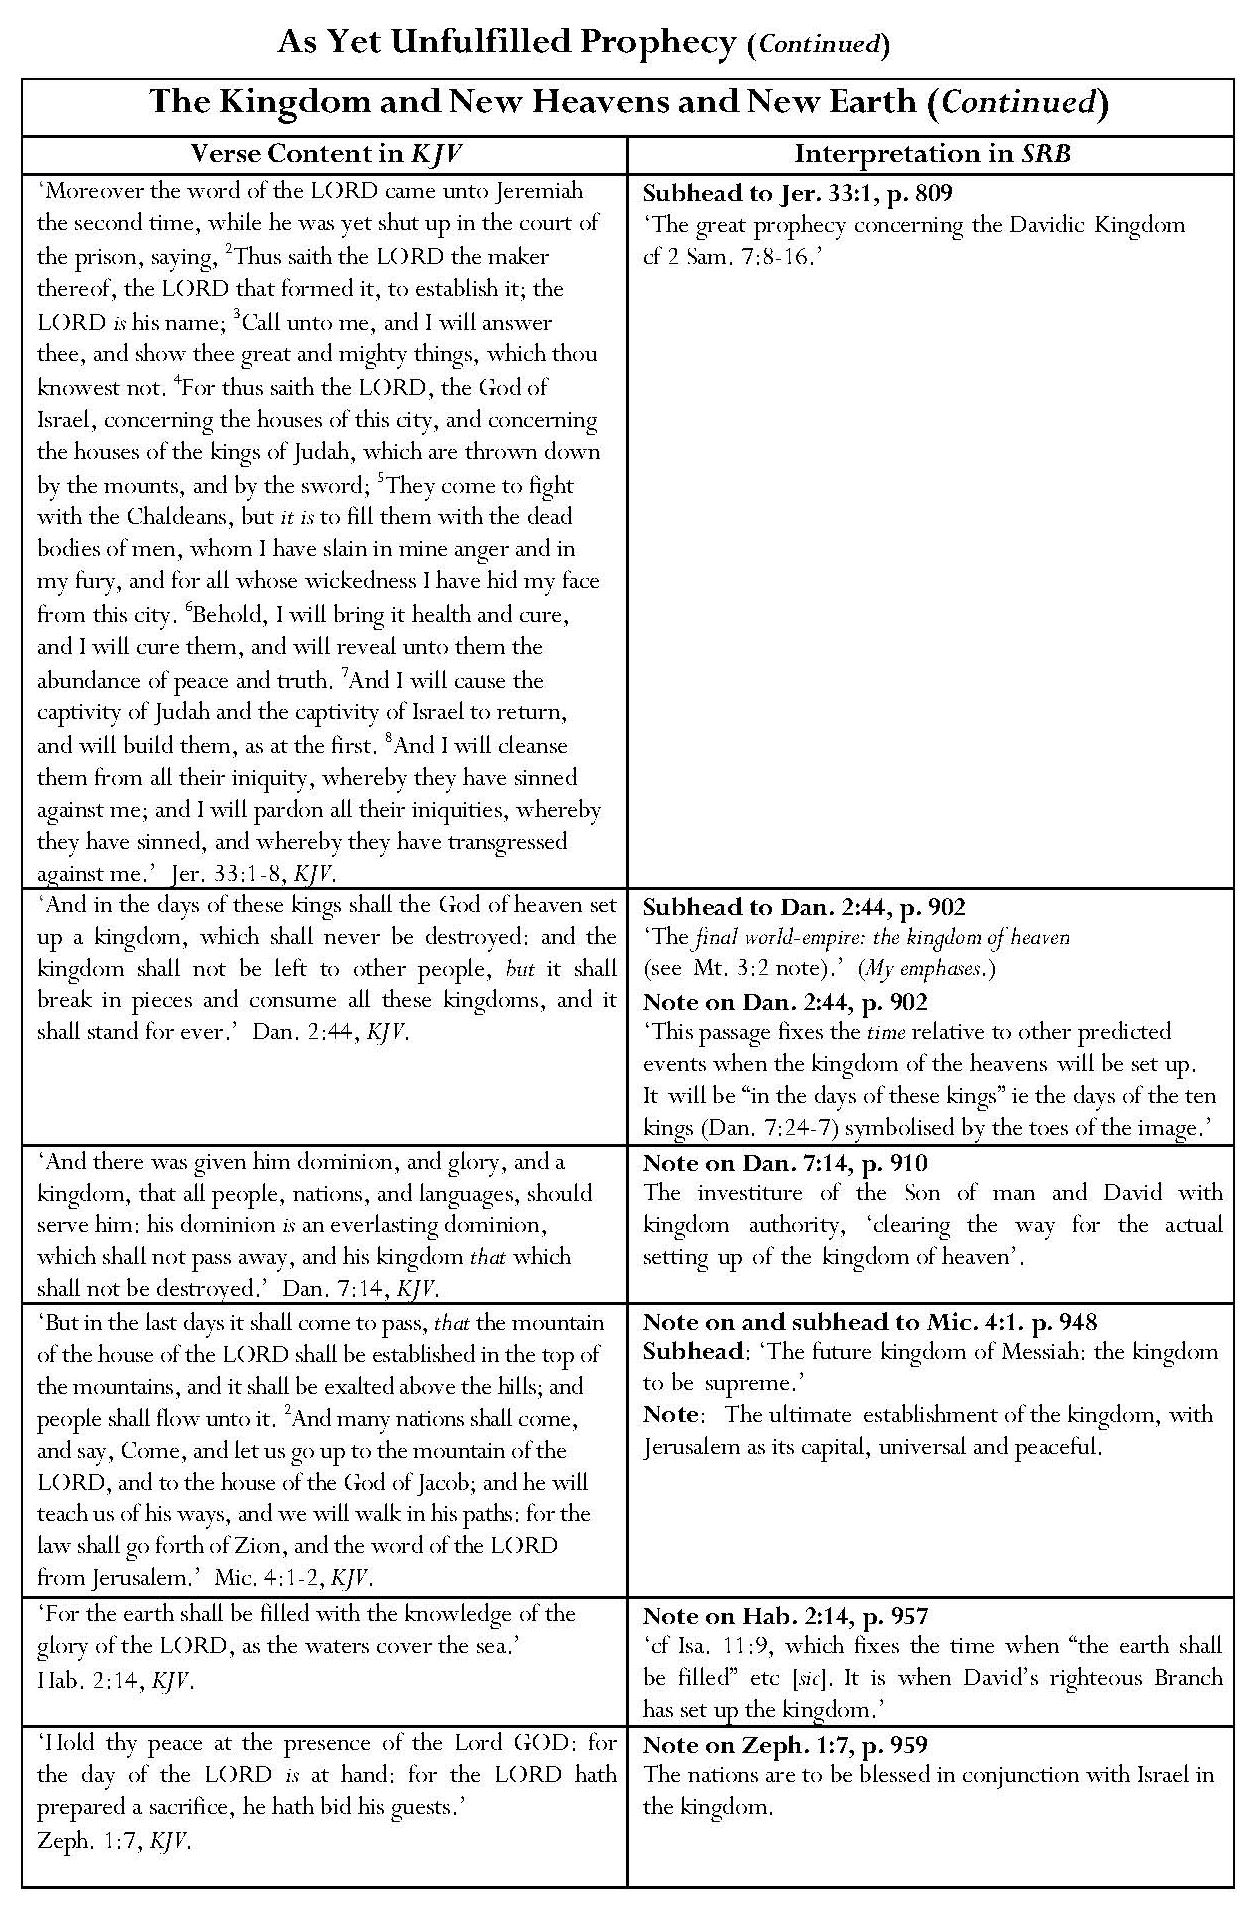 As Yet Unfulfilled Prophecy (Continued)
The Kingdom and New Heavens and New Earth (Continued)
Verse Content in KJV
Interpretation in SRB
‘Moreover the word of the LORD came unto Jeremiah
the second time, while he was yet shut up in the court of
the prison, saying, 2Thus saith the LORD the maker
thereof, the LORD that formed it, to establish it; the
LORD is his name; 3Call unto me, and I will answer
thee, and show thee great and mighty things, which thou
knowest not. 4For thus saith the LORD, the God of
Israel, concerning the houses of this city, and concerning
the houses of the kings of Judah, which are thrown down
by the mounts, and by the sword; 5They come to fight
with the Chaldeans, but it is to fill them with the dead
bodies of men, whom I have slain in mine anger and in
my fury, and for all whose wickedness I have hid my face
from this city. 6Behold, I will bring it health and cure,
and I will cure them, and will reveal unto them the
abundance of peace and truth. 7And I will cause the
captivity of Judah and the captivity of Israel to return,
and will build them, as at the first. 8And I will cleanse
them from all their iniquity, whereby they have sinned
against me; and I will pardon all their iniquities, whereby
they have sinned, and whereby they have transgressed
against me.’ Jer. 33:1-8, KJV.
Subhead to Jer. 33:1, p. 809
‘The great prophecy concerning the Davidic Kingdom
cf 2 Sam. 7:8-16.’
‘And in the days of these kings shall the God of heaven set
up a kingdom, which shall never be destroyed: and the
kingdom shall not be left to other people, but it shall
break in pieces and consume all these kingdoms, and it
shall stand for ever.’ Dan. 2:44, KJV.
Subhead to Dan. 2:44, p. 902
‘The final world-empire: the kingdom of heaven
(see Mt. 3:2 note).’ (My emphases.)
Note on Dan. 2:44, p. 902
‘This passage fixes the time relative to other predicted
events when the kingdom of the heavens will be set up.
It will be “in the days of these kings” ie the days of the ten
kings (Dan. 7:24-7) symbolised by the toes of the image.’
‘And there was given him dominion, and glory, and a
kingdom, that all people, nations, and languages, should
serve him: his dominion is an everlasting dominion,
which shall not pass away, and his kingdom that which
shall not be destroyed.’ Dan. 7:14, KJV.
Note on Dan. 7:14, p. 910
The investiture of the Son of man and David with
kingdom authority, ‘clearing the way for the actual
setting up of the kingdom of heaven’.
‘But in the last days it shall come to pass, that the mountain
of the house of the LORD shall be established in the top of
the mountains, and it shall be exalted above the hills; and
people shall flow unto it. 2And many nations shall come,
and say, Come, and let us go up to the mountain of the
LORD, and to the house of the God of Jacob; and he will
teach us of his ways, and we will walk in his paths: for the
law shall go forth of Zion, and the word of the LORD
from Jerusalem.’ Mic. 4:1-2, KJV.
Note on and subhead to Mic. 4:1. p. 948
Subhead: ‘The future kingdom of Messiah: the kingdom
to be supreme.’
Note: The ultimate establishment of the kingdom, with
Jerusalem as its capital, universal and peaceful.
‘For the earth shall be filled with the knowledge of the
glory of the LORD, as the waters cover the sea.’
Hab. 2:14, KJV.
Note on Hab. 2:14, p. 957
‘cf Isa. 11:9, which fixes the time when “the earth shall
be filled” etc [sic]. It is when David’s righteous Branch
has set up the kingdom.’
‘Hold thy peace at the presence of the Lord GOD: for
the day of the LORD is at hand: for the LORD hath
prepared a sacrifice, he hath bid his guests.’
Zeph. 1:7, KJV.
Note on Zeph. 1:7, p. 959
The nations are to be blessed in conjunction with Israel in
the kingdom.